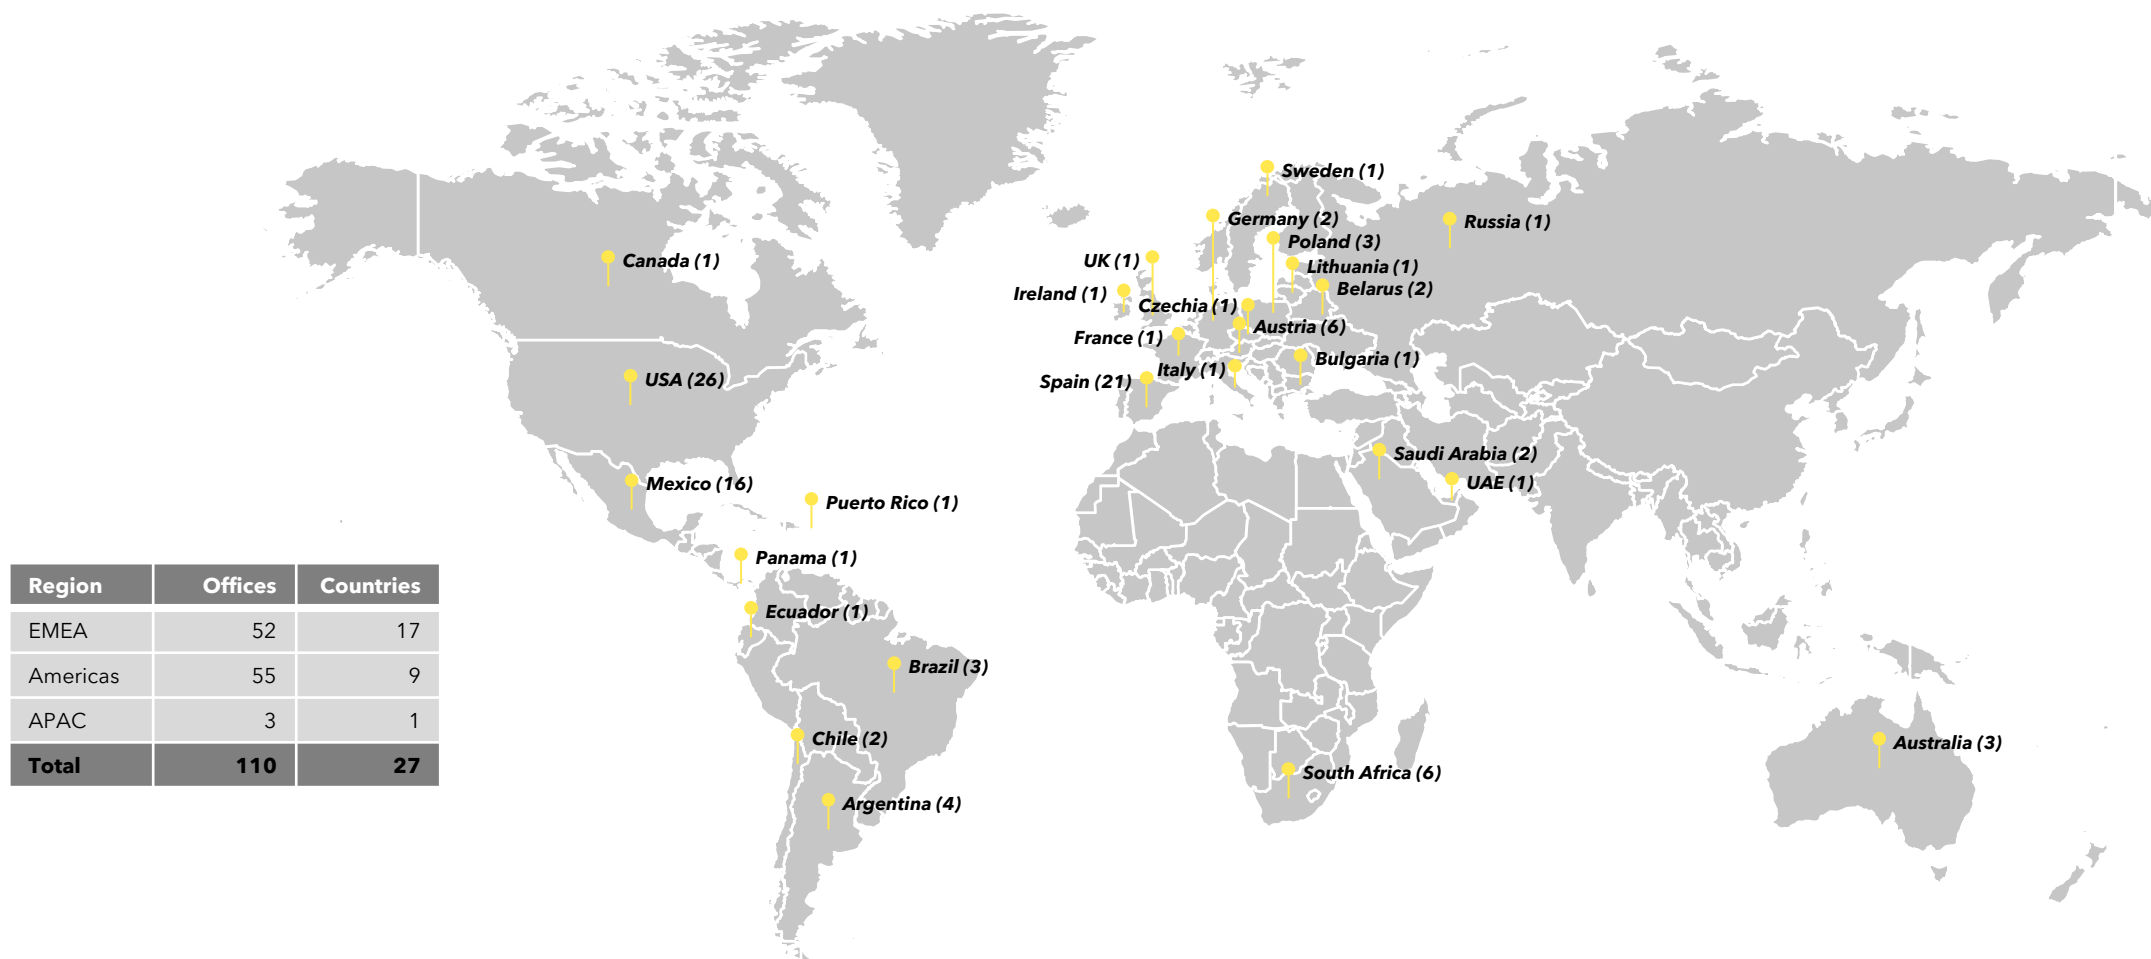 Sweden (1)
Germany (2)
Russia (1)
Poland (3)
Canada (1)
UK (1)
Lithuania (1)
Belarus (2)
Ireland (1)
Czechia (1)
Austria (6)
France (1)
Bulgaria (1)
Italy (1)
USA (26)
Spain (21)
Saudi Arabia (2)
Mexico (16)
UAE (1)
Puerto Rico (1)
Panama (1)
Ecuador (1)
Brazil (3)
Chile (2)
Australia (3)
South Africa (6)
Argentina (4)
Region Offices Countries
EMEA 52 17
Americas 55 9
APAC 3 1
Total 110 27